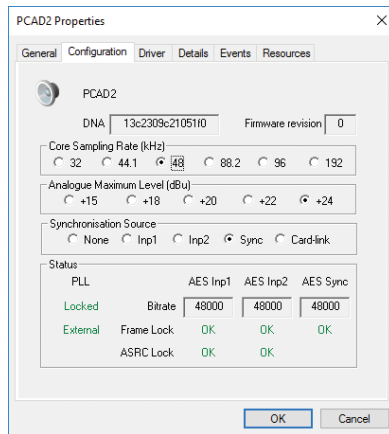 PCAD2 Properties
General Configuration Driver Details Events Resources
PCAD2
DNA 13c2309c21051f0 Firmware revision 0
Core Sampling Rate (kHz)
32 44.1 48 88.2 96 192
Analogue Maximum Level (dBu)
+15 +18 +20 +22 +24
Synchronisation Source
None Inp1 Inp2 Sync Card-link
Status
PLL AES Inp1 AES Inp2 AES Sync
Locked Bitrate 48000 48000 48000
External Frame Lock OK OK OK
ASRC Lock OK OK
OK Cancel